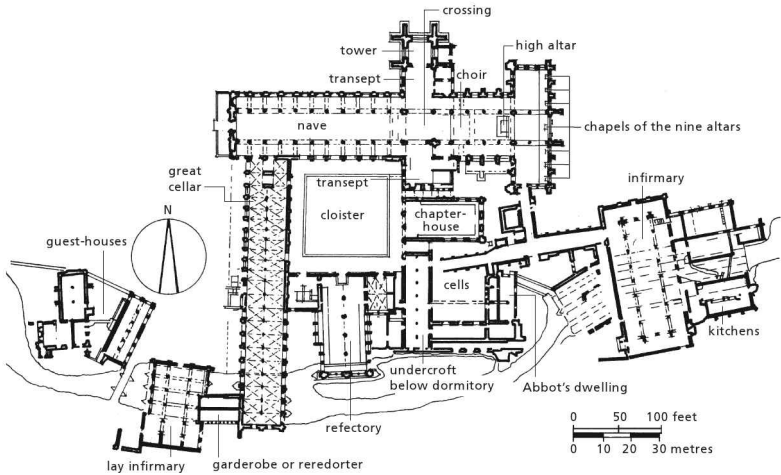 crossing
tower
high altar
transept
choir
nave
chapels of the nine altars
great
cellar
transept
infirmary
cloister
chapter-
house
N
guest-houses
cells
kitchens
undercroft
below dormitory
Abbot's dwelling
refectory
0 50 100 feet
0 10 20 30 metres
lay infirmary
garderobe or reredorter